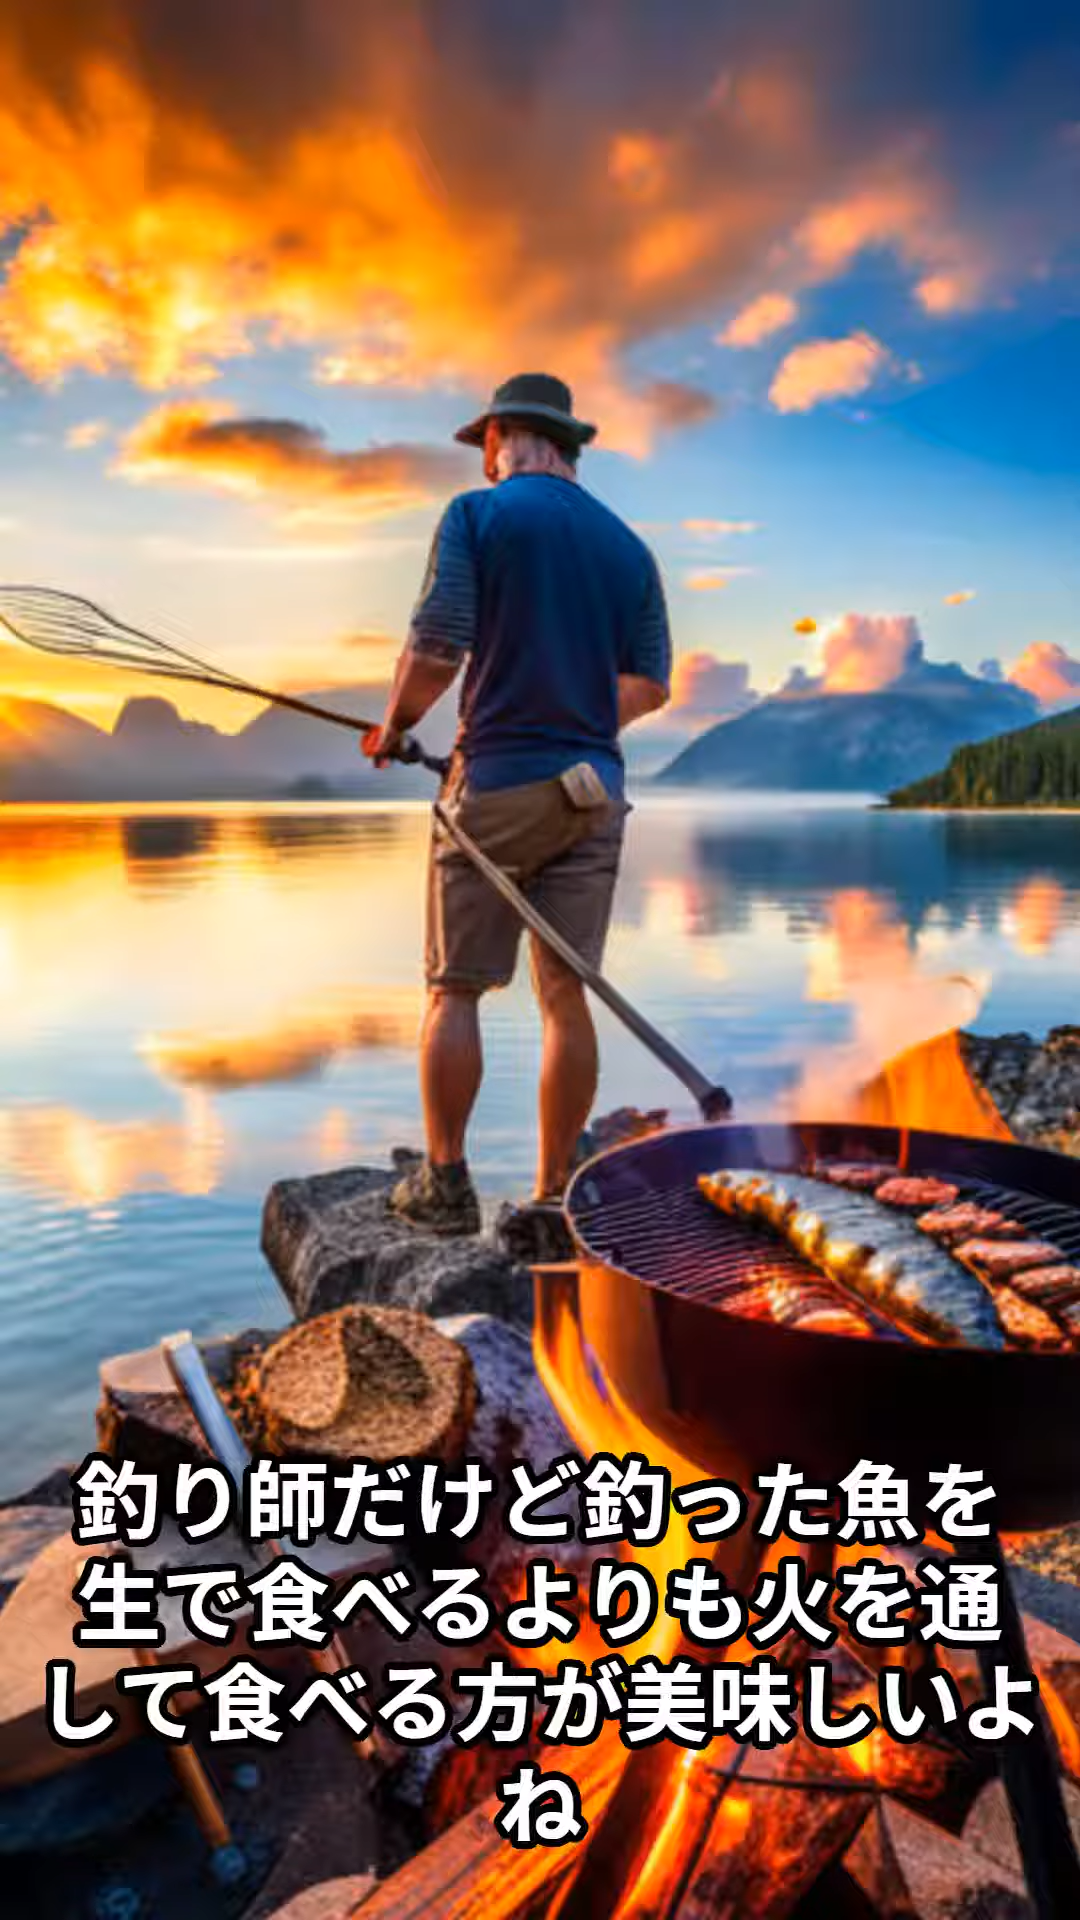 釣り師だけど釣った魚を
生で食べるよりも火を通
して食べる方が美味しいよ
ね